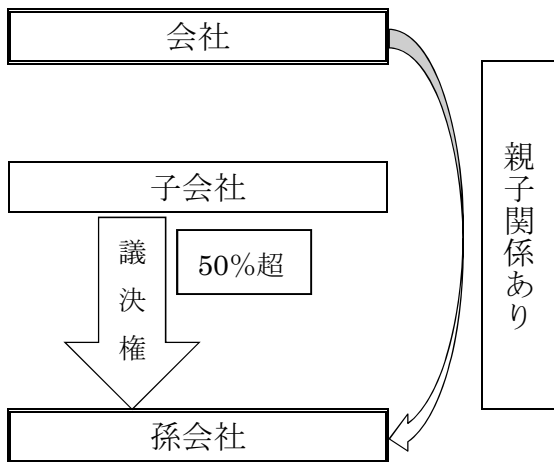 会社
子会社
議決権
50%超
孫会社
親子関係あり